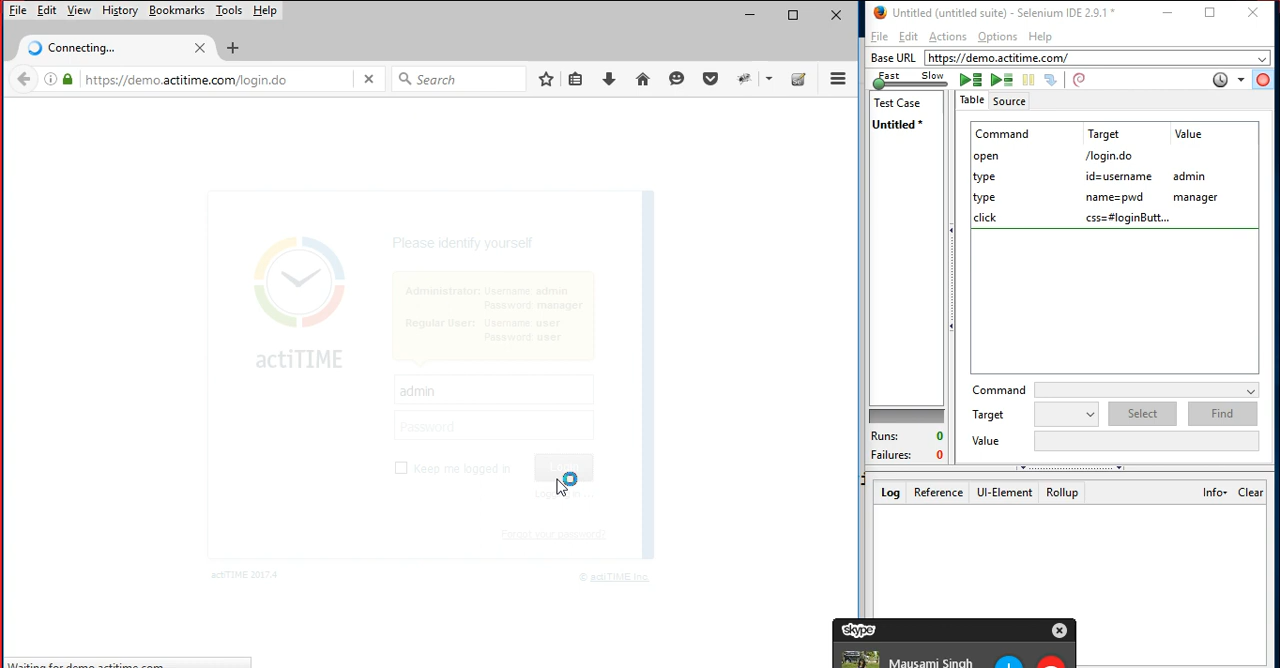 File Edit View History Bookmarks Tools Help
Connecting...
https://demo.actitime.com/login.do
Search
Please identify yourself
Administrator: Username: admin
Password: manager
Regular User: Username: user
Password: user
actiTIME
admin
Password
Keep me logged in
Forgot your password?
actiTIME 2017.4
© actiTIME Inc.
Waiting for demo.actitime.com
Untitled (untitled suite) - Selenium IDE 2.9.1 *
File Edit Actions Options Help
Base URL https://demo.actitime.com/
Fast Slow
Test Case
Untitled *
Table Source
Command Target Value
open /login.do
type id=username admin
type name=pwd manager
click css=#loginButt...
Command
Target Select Find
Value
Runs: 0
Failures: 0
Log Reference UI-Element Rollup Info Clear
skype
Mausami Singh